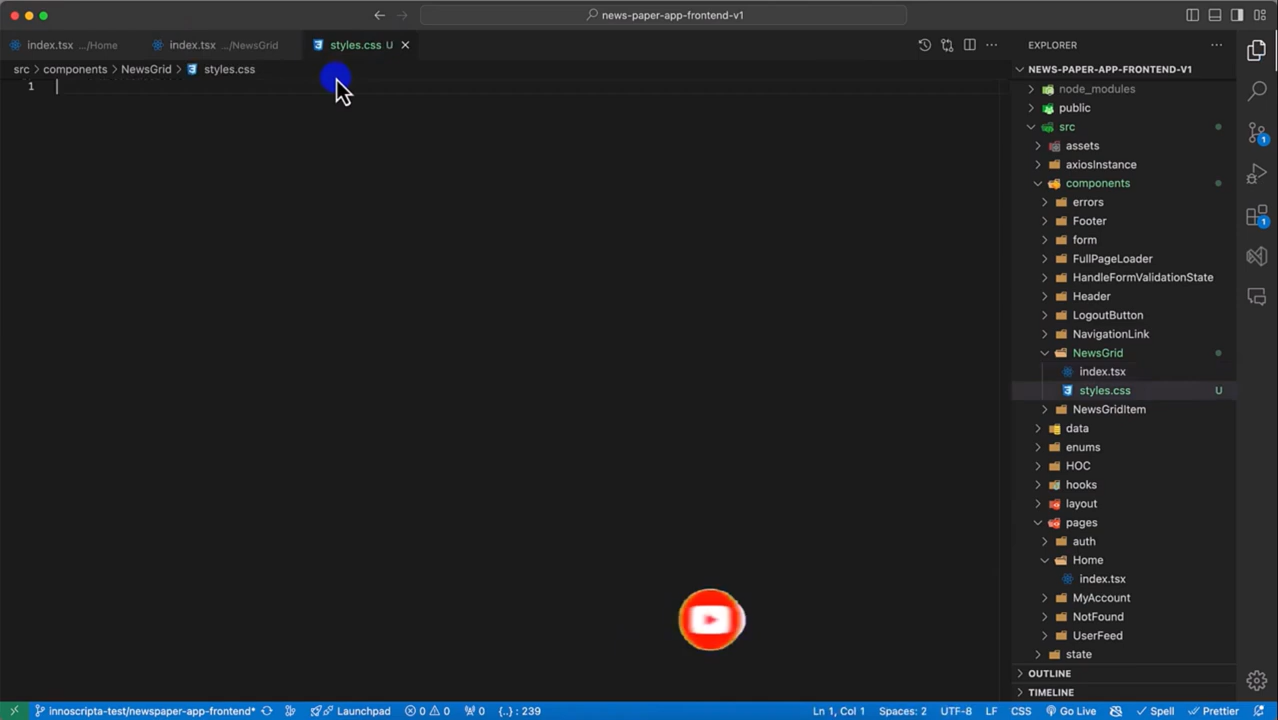 news-paper-app-frontend-v1
index.tsx .../Home
index.tsx .../NewsGrid
styles.css U
src > components > NewsGrid > styles.css
1
EXPLORER
NEWS-PAPER-APP-FRONTEND-V1
node_modules
public
src
assets
axiosInstance
components
errors
Footer
form
FullPageLoader
HandleFormValidationState
Header
LogoutButton
NavigationLink
NewsGrid
index.tsx
styles.css U
NewsGridItem
data
enums
HOC
hooks
layout
pages
auth
Home
index.tsx
MyAccount
NotFound
UserFeed
state
OUTLINE
TIMELINE
1
1
innoscripta-test/newspaper-app-frontend* Launchpad 0 0 0 {..} : 239 Ln 1, Col 1 Spaces: 2 UTF-8 LF CSS Go Live Spell Prettier